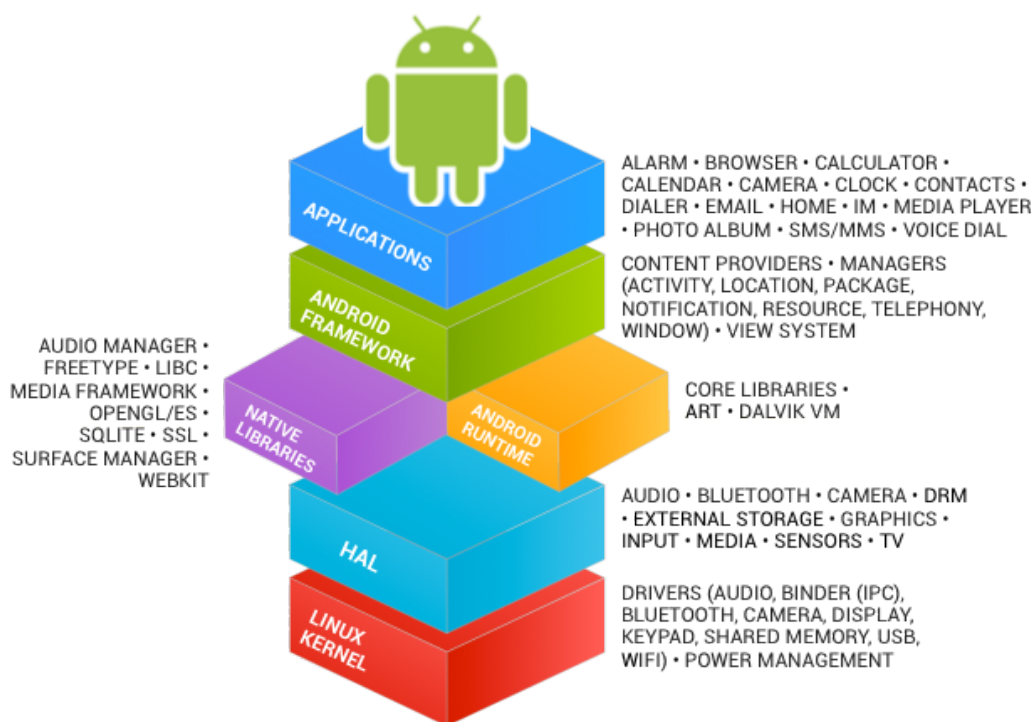 APPLICATIONS
ALARM • BROWSER • CALCULATOR •
CALENDAR • CAMERA • CLOCK • CONTACTS •
DIALER • EMAIL • HOME • IM • MEDIA PLAYER
• PHOTO ALBUM • SMS/MMS • VOICE DIAL
ANDROID
FRAMEWORK
CONTENT PROVIDERS • MANAGERS
(ACTIVITY, LOCATION, PACKAGE,
NOTIFICATION, RESOURCE, TELEPHONY,
WINDOW) • VIEW SYSTEM
AUDIO MANAGER •
FREETYPE • LIBC •
MEDIA FRAMEWORK •
OPENGL/ES •
SQLITE • SSL •
SURFACE MANAGER •
WEBKIT
NATIVE
LIBRARIES
ANDROID
RUNTIME
CORE LIBRARIES •
ART • DALVIK VM
HAL
AUDIO • BLUETOOTH • CAMERA • DRM
• EXTERNAL STORAGE • GRAPHICS •
INPUT • MEDIA • SENSORS • TV
LINUX
KERNEL
DRIVERS (AUDIO, BINDER (IPC),
BLUETOOTH, CAMERA, DISPLAY,
KEYPAD, SHARED MEMORY, USB,
WIFI) • POWER MANAGEMENT